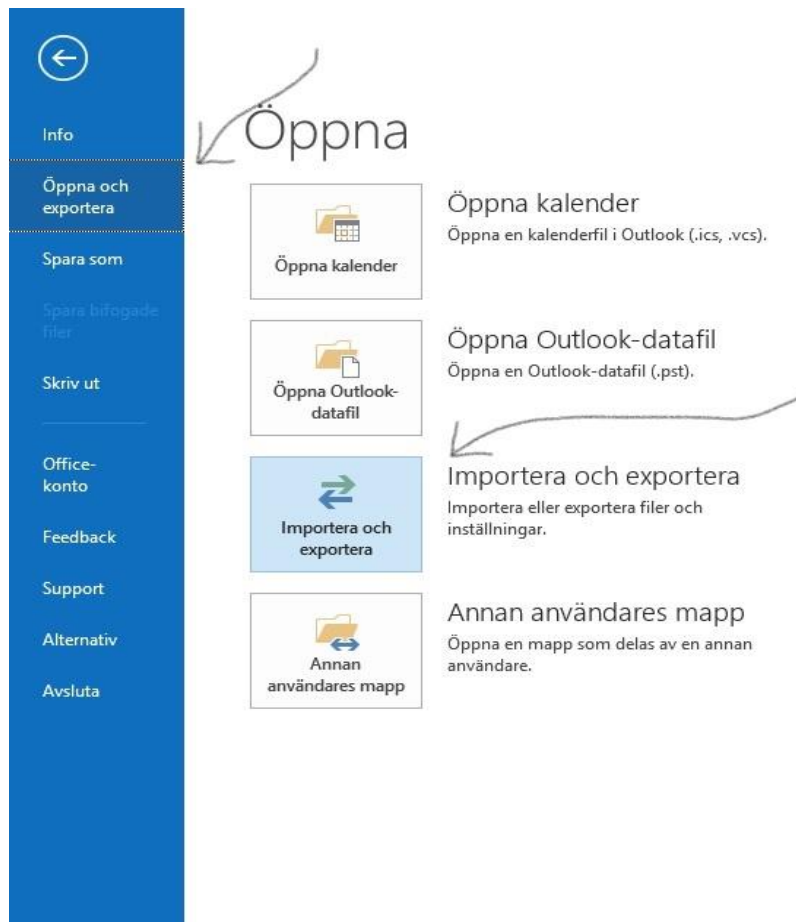 Info
Öppna och
exportera
Spara som
Spara bifogade
filer
Skriv ut
Office-
konto
Feedback
Support
Alternativ
Avsluta
Öppna
Öppna kalender
Öppna kalender
Öppna en kalenderfil i Outlook (.ics, .vcs).
Öppna Outlook-
datafil
Öppna Outlook-datafil
Öppna en Outlook-datafil (.pst).
Importera och
exportera
Importera och exportera
Importera eller exportera filer och
inställningar.
Annan
användares mapp
Annan användares mapp
Öppna en mapp som delas av en annan
användare.